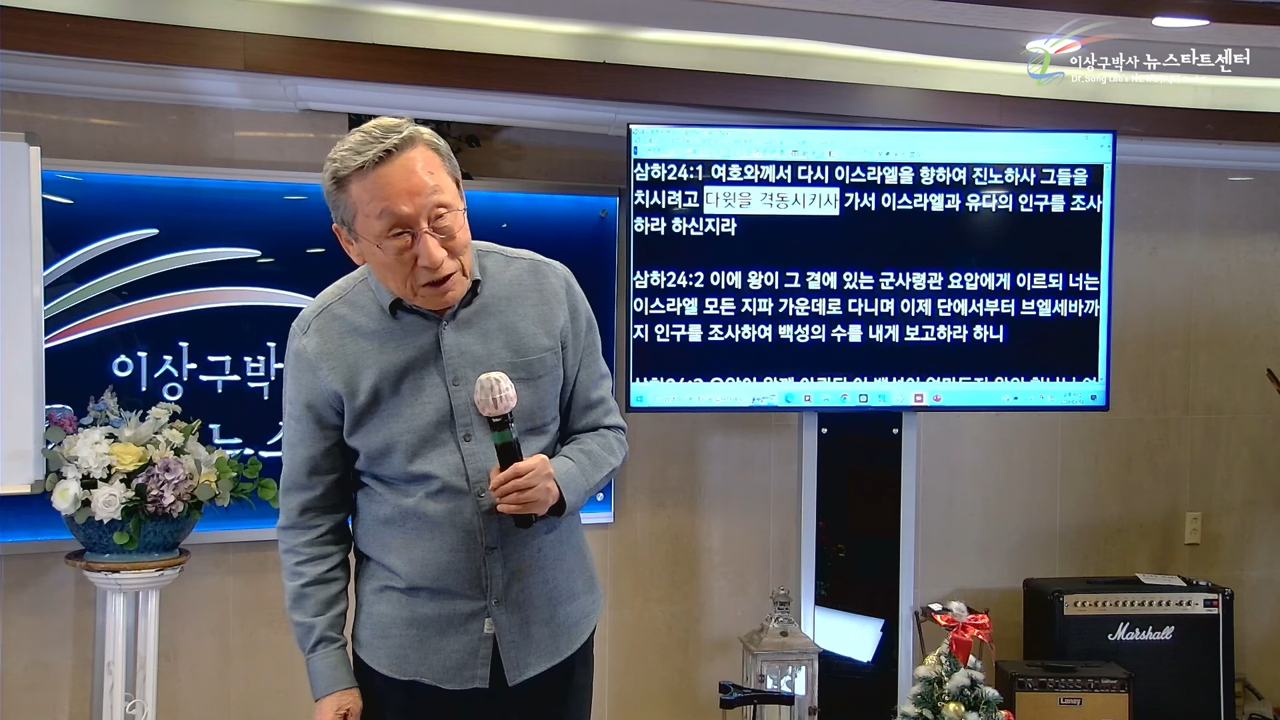 이상구박사 뉴스타트센터
삼하24:1 여호와께서 다시 이스라엘을 향하여 진노하사 그들을
치시려고 다윗을 격동시키사 가서 이스라엘과 유다의 인구를 조사
하라 하신지라
삼하24:2 이에 왕이 그 곁에 있는 군사령관 요압에게 이르되 너는
이스라엘 모든 지파 가운데로 다니며 이제 단에서부터 브엘세바까
지 인구를 조사하여 백성의 수를 내게 보고하라 하니
이상구박
뉴스
Marshall
Laney